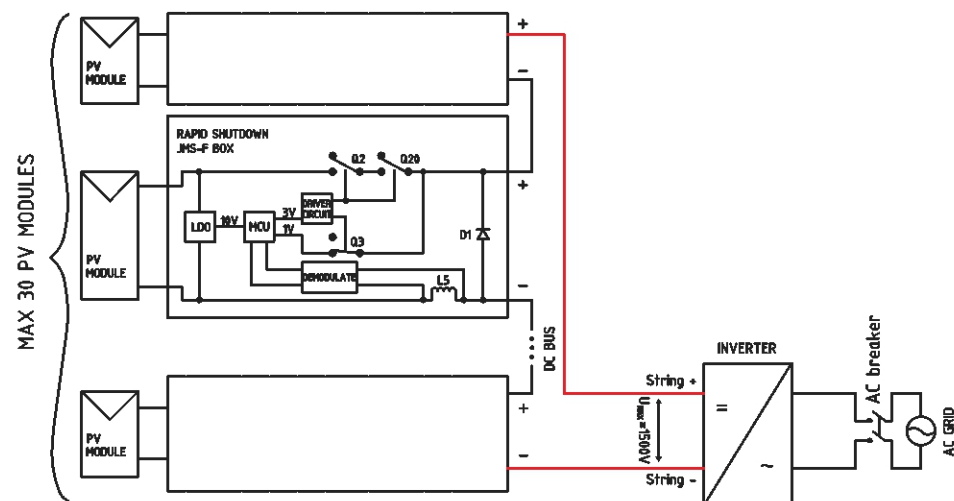 MAX 30 PV MODULES
PV
MODULE
+
−
RAPID SHUTDOWN
JMS-F BOX
Q2
Q20
PV
MODULE
LDO
10V
MCU
3V
1V
DRIVER
CIRCUIT
Q3
DEMODULATE
L5
D1
+
−
DC BUS
PV
MODULE
+
−
String +
Umax=1500V
String -
INVERTER
=
~
AC breaker
AC GRID